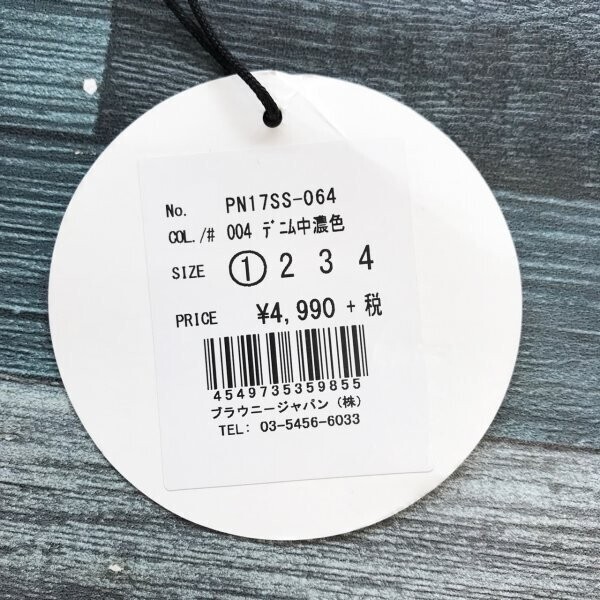 No. PN17SS-064
COL./# 004 ﾃﾞﾆﾑ中濃色
SIZE ① 2 3 4
PRICE ¥4,990 + 税
4549735359855
ブラウニージャパン (株)
TEL: 03-5456-6033